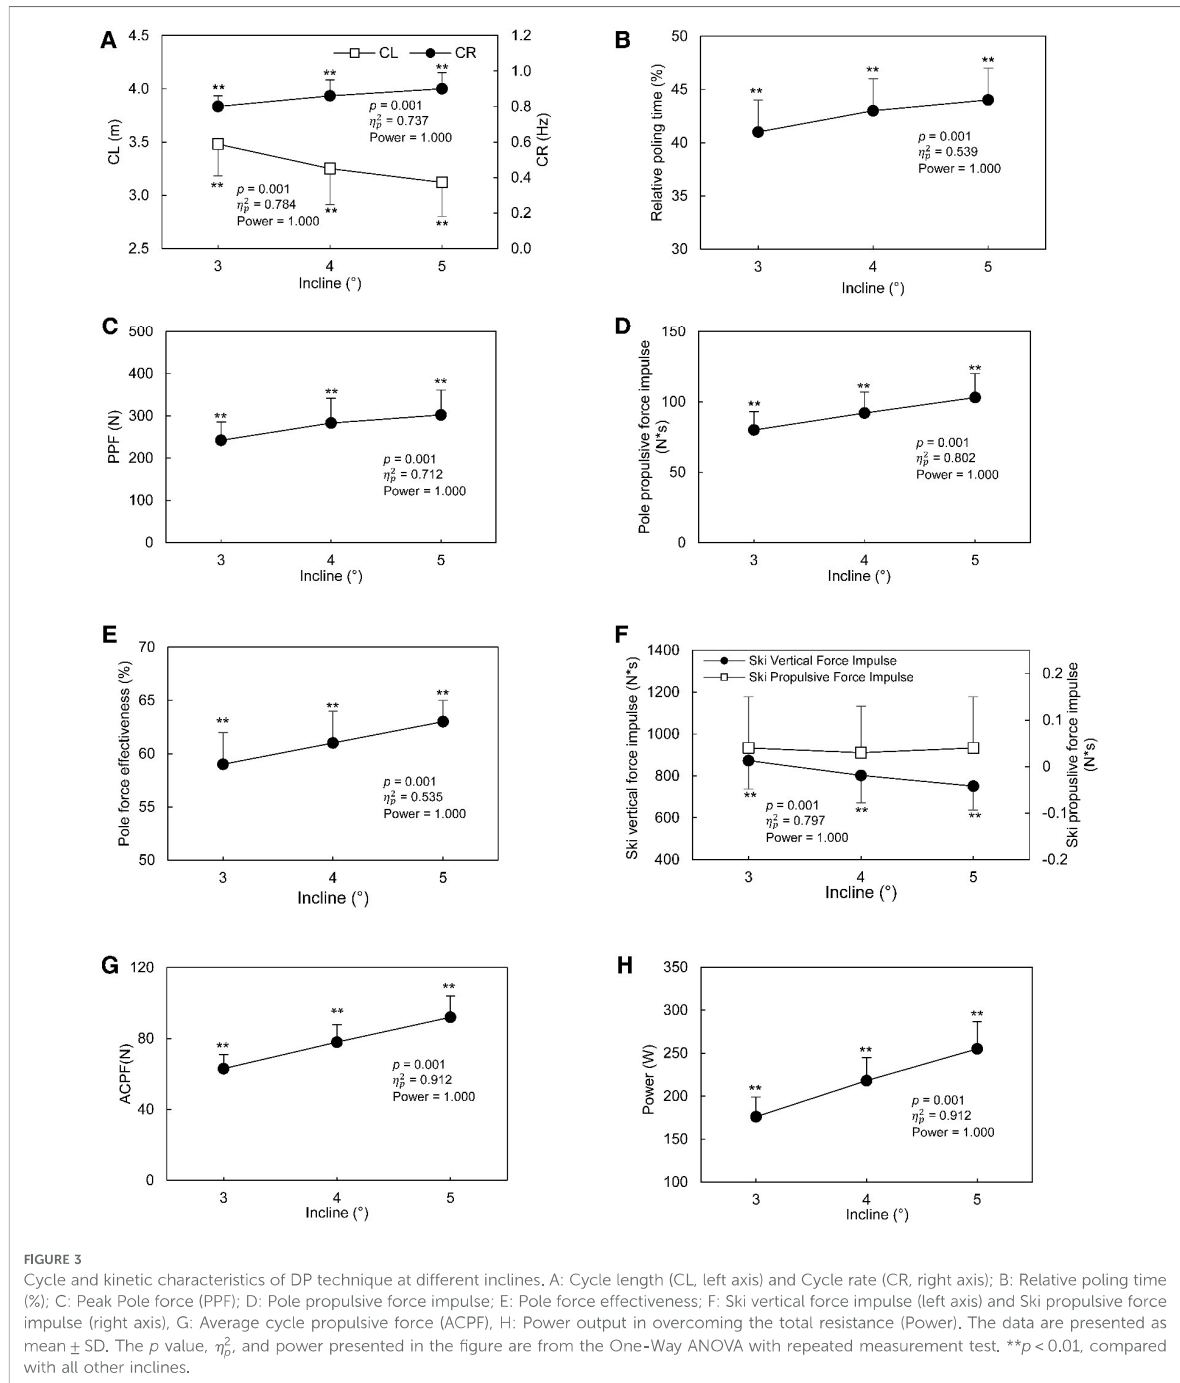 A
CL
CR
1.2
1.0
0.8
0.6
0.4
0.2
0.0
CR (Hz)
4.5
4.0
3.5
3.0
2.5
CL (m)
**
**
**
p = 0.001
η²p = 0.737
Power = 1.000
**
**
**
p = 0.001
η²p = 0.784
Power = 1.000
3 4 5
Incline (°)
B
50
45
40
35
30
Relative poling time (%)
**
**
**
p = 0.001
η²p = 0.539
Power = 1.000
3 4 5
Incline (°)
C
500
400
300
200
100
0
PPF (N)
**
**
**
p = 0.001
η²p = 0.712
Power = 1.000
3 4 5
Incline (°)
D
150
100
50
0
Pole propulsive force impulse
(N*s)
**
**
**
p = 0.001
η²p = 0.802
Power = 1.000
3 4 5
Incline (°)
E
70
65
60
55
50
Pole force effectiveness (%)
**
**
**
p = 0.001
η²p = 0.535
Power = 1.000
3 4 5
Incline (°)
F
Ski Vertical Force Impulse
Ski Propulsive Force Impulse
1400
1200
1000
800
600
400
Ski vertical force impulse (N*s)
0.2
0.1
0
-0.1
-0.2
Ski propuslive force impulse
(N*s)
**
**
**
p = 0.001
η²p = 0.797
Power = 1.000
3 4 5
Incline (°)
G
120
80
40
0
ACPF(N)
**
**
**
p = 0.001
η²p = 0.912
Power = 1.000
3 4 5
Incline (°)
H
350
300
250
200
150
100
Power (W)
**
**
**
p = 0.001
η²p = 0.912
Power = 1.000
3 4 5
Incline (°)
FIGURE 3
Cycle and kinetic characteristics of DP technique at different inclines. A: Cycle length (CL, left axis) and Cycle rate (CR, right axis); B: Relative poling time
(%); C: Peak Pole force (PPF); D: Pole propulsive force impulse; E: Pole force effectiveness; F: Ski vertical force impulse (left axis) and Ski propulsive force
impulse (right axis), G: Average cycle propulsive force (ACPF), H: Power output in overcoming the total resistance (Power). The data are presented as
mean ± SD. The p value, η²p, and power presented in the figure are from the One-Way ANOVA with repeated measurement test. **p < 0.01, compared
with all other inclines.